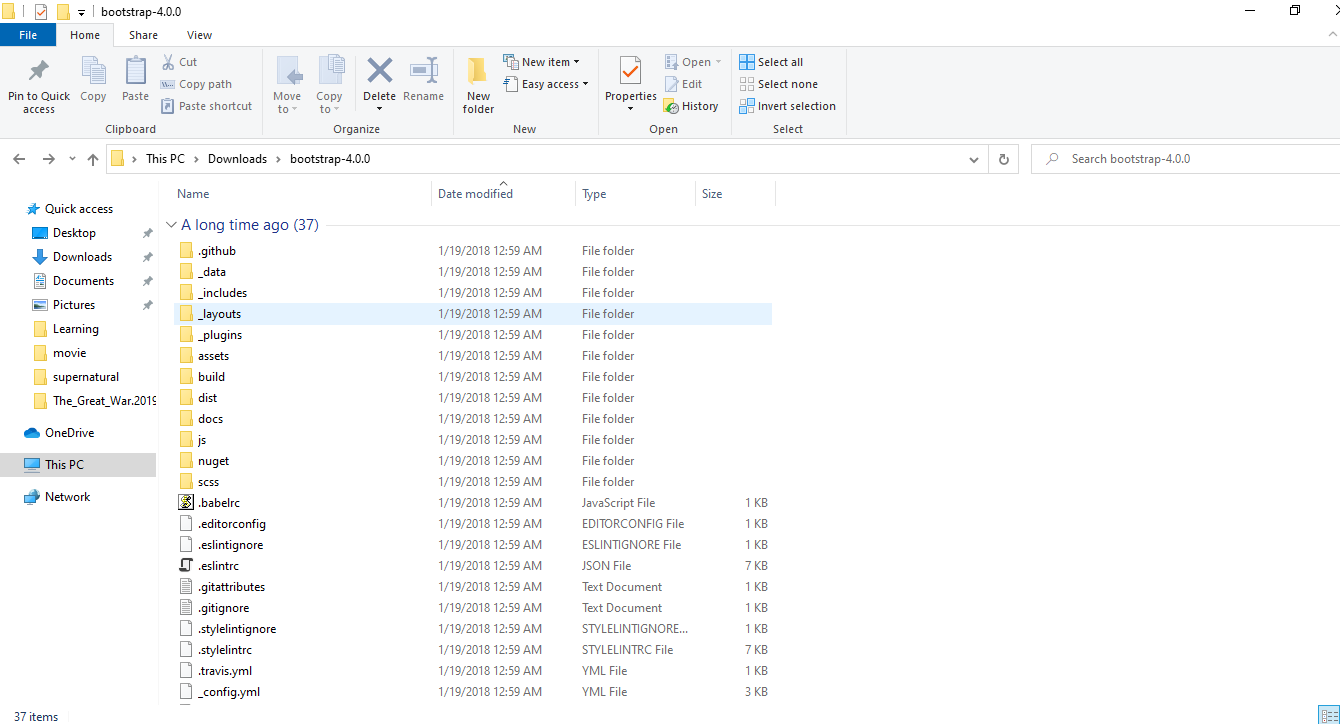 bootstrap-4.0.0
File Home Share View
Pin to Quick access
Copy
Paste
Cut
Copy path
Paste shortcut
Clipboard
Move to
Copy to
Delete
Rename
Organize
New folder
New item
Easy access
New
Properties
Open
Edit
History
Open
Select all
Select none
Invert selection
Select
This PC > Downloads > bootstrap-4.0.0
Search bootstrap-4.0.0
Quick access
Desktop
Downloads
Documents
Pictures
Learning
movie
supernatural
The_Great_War.2019
OneDrive
This PC
Network
Name Date modified Type Size
A long time ago (37)
.github 1/19/2018 12:59 AM File folder
_data 1/19/2018 12:59 AM File folder
_includes 1/19/2018 12:59 AM File folder
_layouts 1/19/2018 12:59 AM File folder
_plugins 1/19/2018 12:59 AM File folder
assets 1/19/2018 12:59 AM File folder
build 1/19/2018 12:59 AM File folder
dist 1/19/2018 12:59 AM File folder
docs 1/19/2018 12:59 AM File folder
js 1/19/2018 12:59 AM File folder
nuget 1/19/2018 12:59 AM File folder
scss 1/19/2018 12:59 AM File folder
.babelrc 1/19/2018 12:59 AM JavaScript File 1 KB
.editorconfig 1/19/2018 12:59 AM EDITORCONFIG File 1 KB
.eslintignore 1/19/2018 12:59 AM ESLINTIGNORE File 1 KB
.eslintrc 1/19/2018 12:59 AM JSON File 7 KB
.gitattributes 1/19/2018 12:59 AM Text Document 1 KB
.gitignore 1/19/2018 12:59 AM Text Document 1 KB
.stylelintignore 1/19/2018 12:59 AM STYLELINTIGNORE... 1 KB
.stylelintrc 1/19/2018 12:59 AM STYLELINTRC File 7 KB
.travis.yml 1/19/2018 12:59 AM YML File 1 KB
_config.yml 1/19/2018 12:59 AM YML File 3 KB
37 items